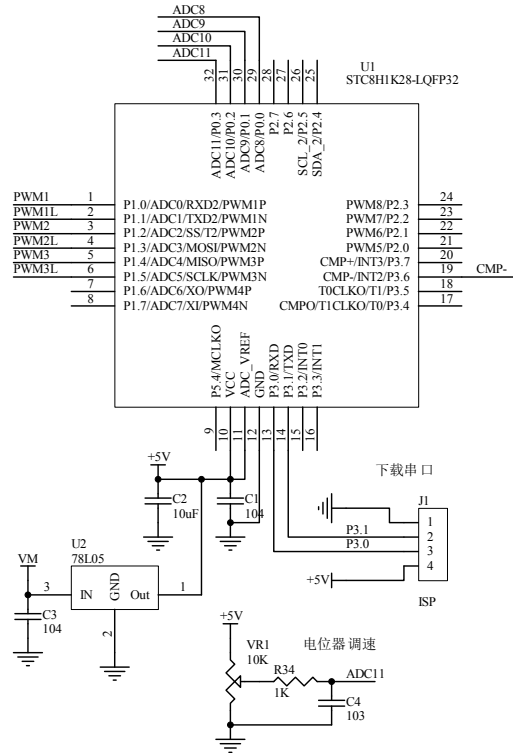 ADC8
ADC9
ADC10
ADC11
U1
STC8H1K28-LQFP32
32 31 30 29 28 27 26 25
ADC11/P0.3
ADC10/P0.2
ADC9/P0.1
ADC8/P0.0
P2.7
P2.6
SCL_2/P2.5
SDA_2/P2.4
PWM1 1 P1.0/ADC0/RXD2/PWM1P PWM8/P2.3 24
PWM1L 2 P1.1/ADC1/TXD2/PWM1N PWM7/P2.2 23
PWM2 3 P1.2/ADC2/SS/T2/PWM2P PWM6/P2.1 22
PWM2L 4 P1.3/ADC3/MOSI/PWM2N PWM5/P2.0 21
PWM3 5 P1.4/ADC4/MISO/PWM3P CMP+/INT3/P3.7 20
PWM3L 6 P1.5/ADC5/SCLK/PWM3N CMP-/INT2/P3.6 19 CMP-
7 P1.6/ADC6/XO/PWM4P T0CLKO/T1/P3.5 18
8 P1.7/ADC7/XI/PWM4N CMPO/T1CLKO/T0/P3.4 17
P5.4/MCLKO
VCC
ADC_VREF
GND
P3.0/RXD
P3.1/TXD
P3.2/INT0
P3.3/INT1
9 10 11 12 13 14 15 16
+5V
C2
10uF
C1
104
下载串口
J1
1
P3.1 2
P3.0 3
+5V 4
ISP
U2
78L05
VM
3 IN GND Out 1
2
C3
104
+5V
电位器调速
VR1
10K
R34
1K
ADC11
C4
103